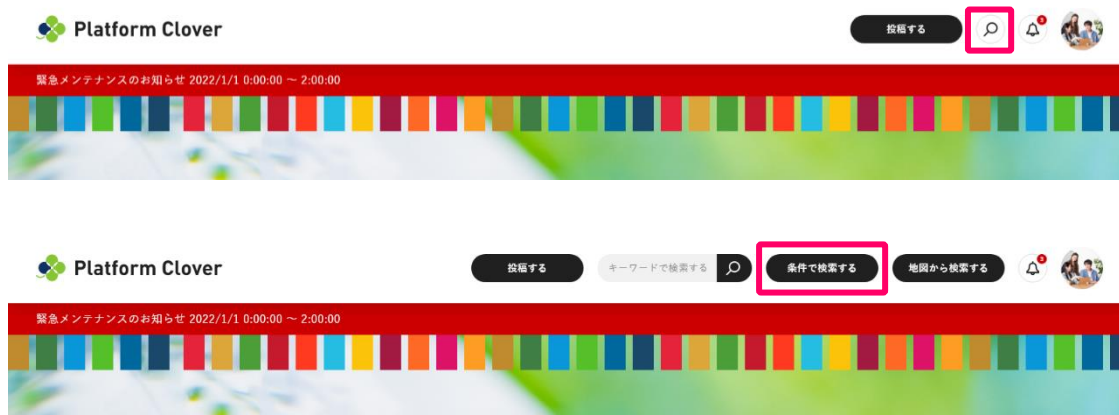 Platform Clover
投稿する
3
緊急メンテナンスのお知らせ 2022/1/1 0:00:00 ～ 2:00:00
Platform Clover
投稿する
キーワードで検索する
条件で検索する
地図から検索する
3
緊急メンテナンスのお知らせ 2022/1/1 0:00:00 ～ 2:00:00